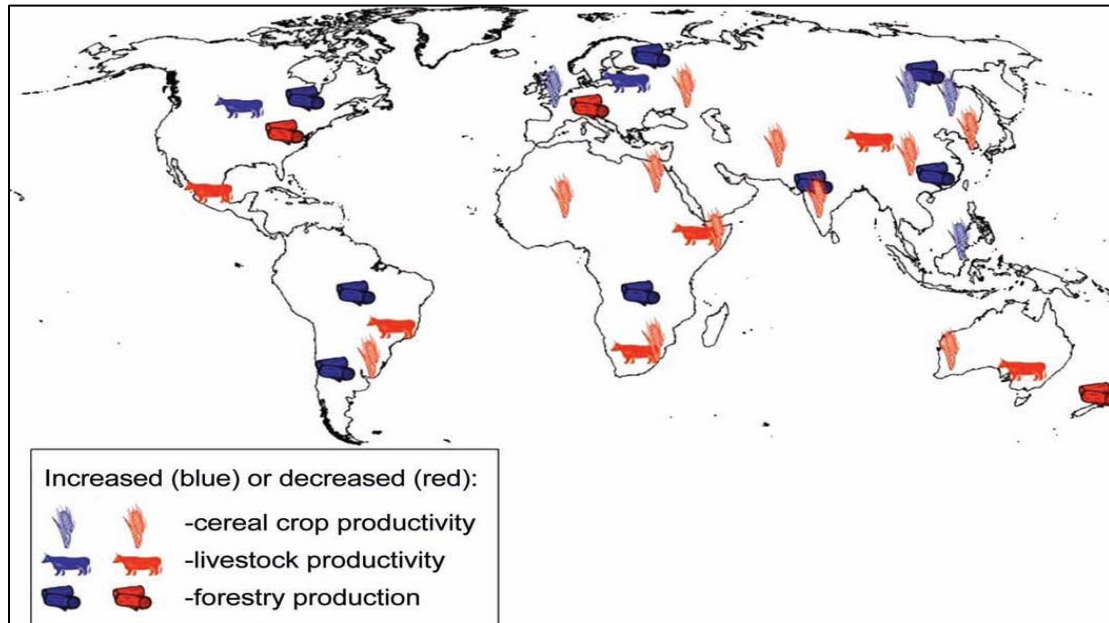 Increased (blue) or decreased (red):
-cereal crop productivity
-livestock productivity
-forestry production